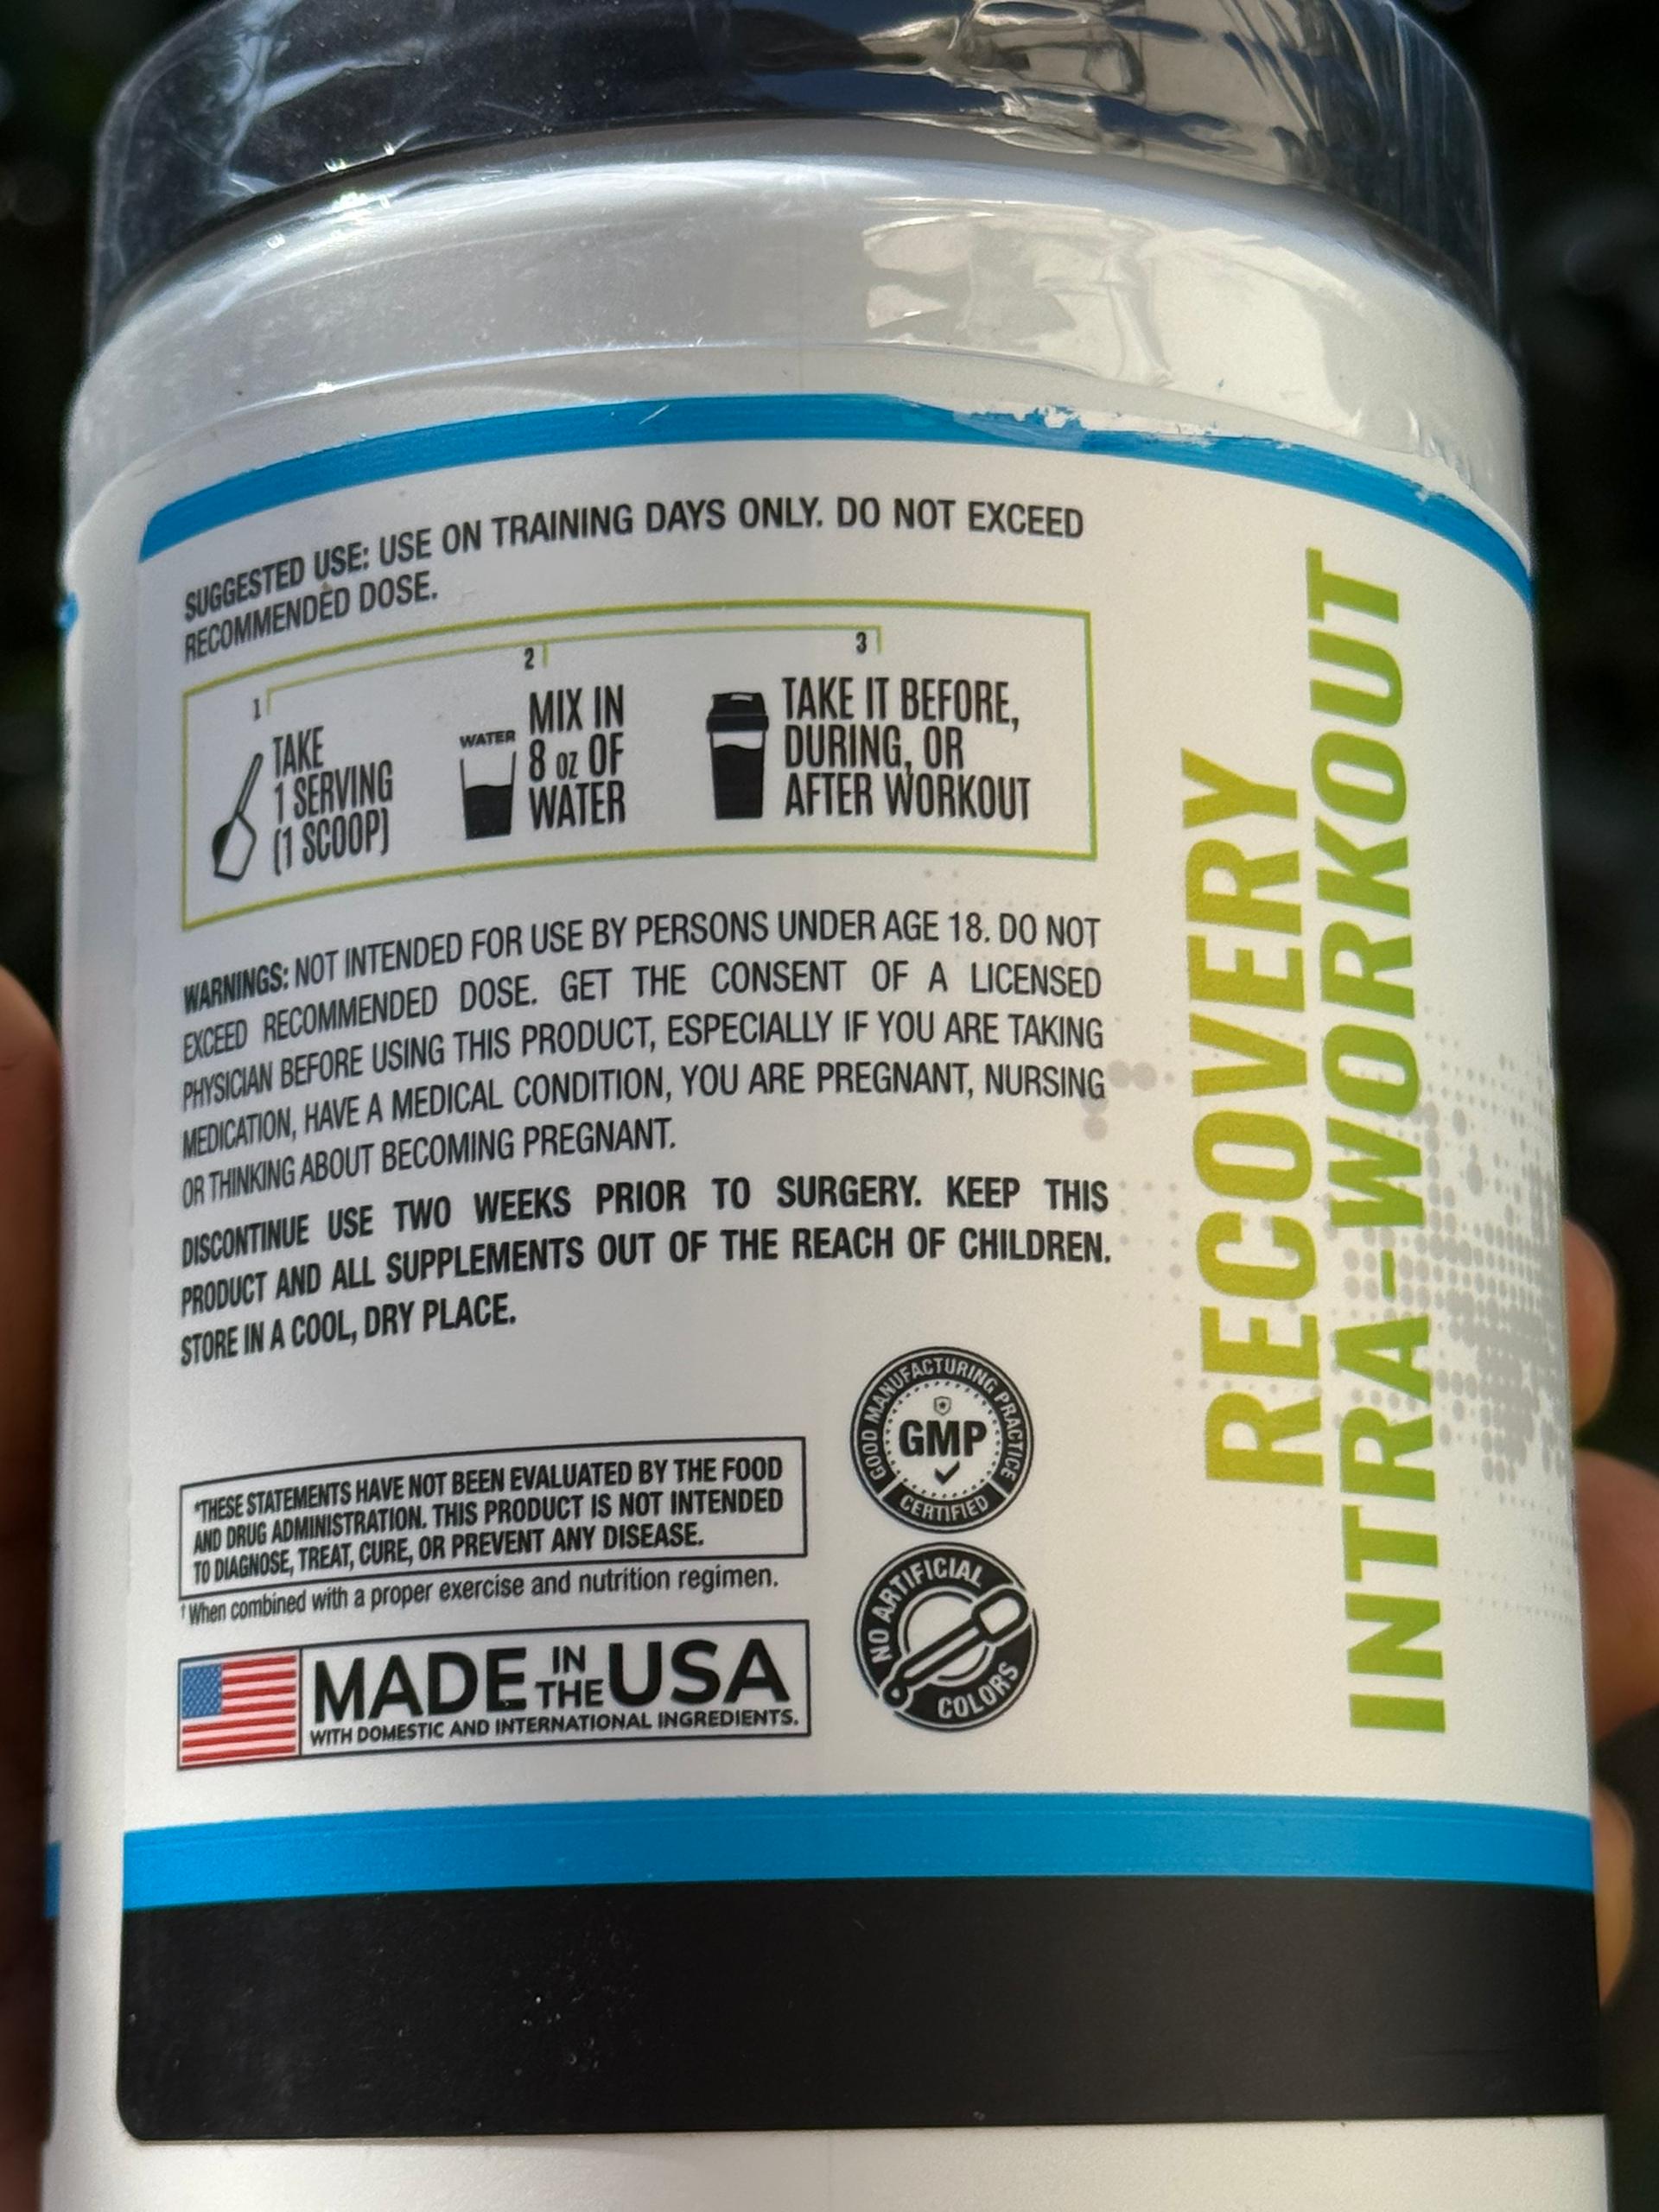 SUGGESTED USE: USE ON TRAINING DAYS ONLY. DO NOT EXCEED
RECOMMENDED DOSE.
1
TAKE
1 SERVING
(1 SCOOP)
2
WATER
MIX IN
8 oz OF
WATER
3
TAKE IT BEFORE,
DURING, OR
AFTER WORKOUT
WARNINGS: NOT INTENDED FOR USE BY PERSONS UNDER AGE 18. DO NOT
EXCEED RECOMMENDED DOSE. GET THE CONSENT OF A LICENSED
PHYSICIAN BEFORE USING THIS PRODUCT, ESPECIALLY IF YOU ARE TAKING
MEDICATION, HAVE A MEDICAL CONDITION, YOU ARE PREGNANT, NURSING
OR THINKING ABOUT BECOMING PREGNANT.
DISCONTINUE USE TWO WEEKS PRIOR TO SURGERY. KEEP THIS
PRODUCT AND ALL SUPPLEMENTS OUT OF THE REACH OF CHILDREN.
STORE IN A COOL, DRY PLACE.
*THESE STATEMENTS HAVE NOT BEEN EVALUATED BY THE FOOD
AND DRUG ADMINISTRATION. THIS PRODUCT IS NOT INTENDED
TO DIAGNOSE, TREAT, CURE, OR PREVENT ANY DISEASE.
†When combined with a proper exercise and nutrition regimen.
MADE IN THE USA
WITH DOMESTIC AND INTERNATIONAL INGREDIENTS.
GOOD MANUFACTURING PRACTICE
GMP
CERTIFIED
NO ARTIFICIAL
COLORS
RECOVERY
INTRA-WORKOUT